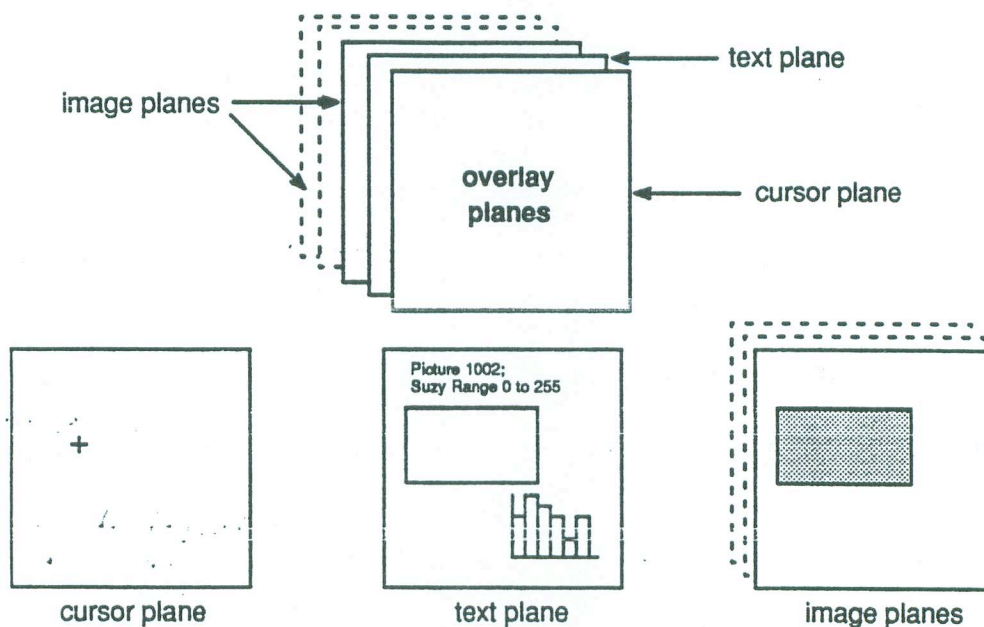 text plane
image planes
overlay
planes
cursor plane
Picture 1002;
Suzy Range 0 to 255
cursor plane
text plane
image planes